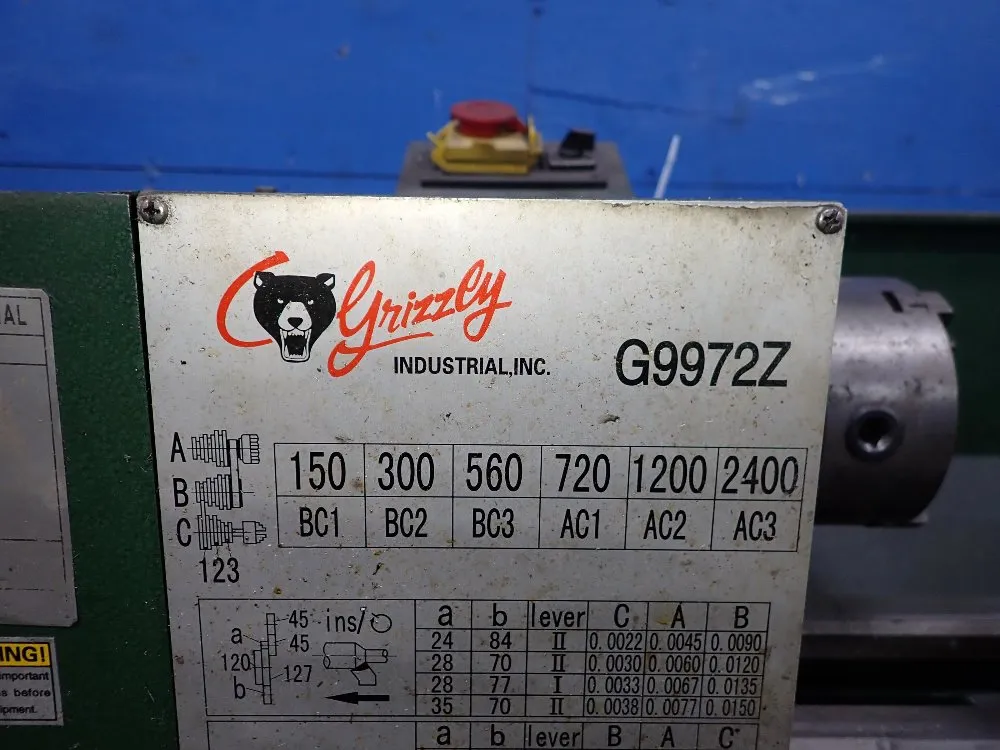 Grizzly
INDUSTRIAL, INC.
G9972Z
A
B
C
123
150 300 560 720 1200 2400
BC1 BC2 BC3 AC1 AC2 AC3
45 ins/
a 45
120 127
b
a b lever C A B
24 84 II 0.0022 0.0045 0.0090
28 70 II 0.0030 0.0060 0.0120
28 77 I 0.0033 0.0067 0.0135
35 70 II 0.0038 0.0077 0.0150
a b lever B A C
AL
NG!
important
s before
ipment.